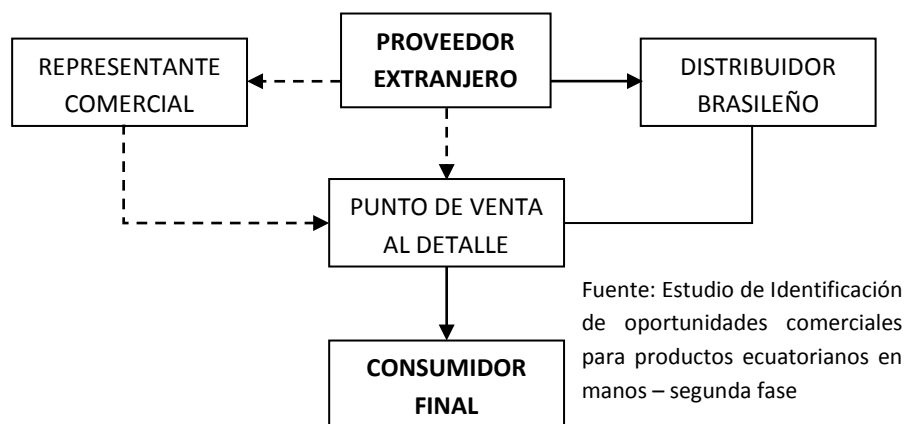 PROVEEDOR
EXTRANJERO
REPRESENTANTE
COMERCIAL
DISTRIBUIDOR
BRASILEÑO
PUNTO DE VENTA
AL DETALLE
CONSUMIDOR
FINAL
Fuente: Estudio de Identificación
de oportunidades comerciales
para productos ecuatorianos en
manos – segunda fase